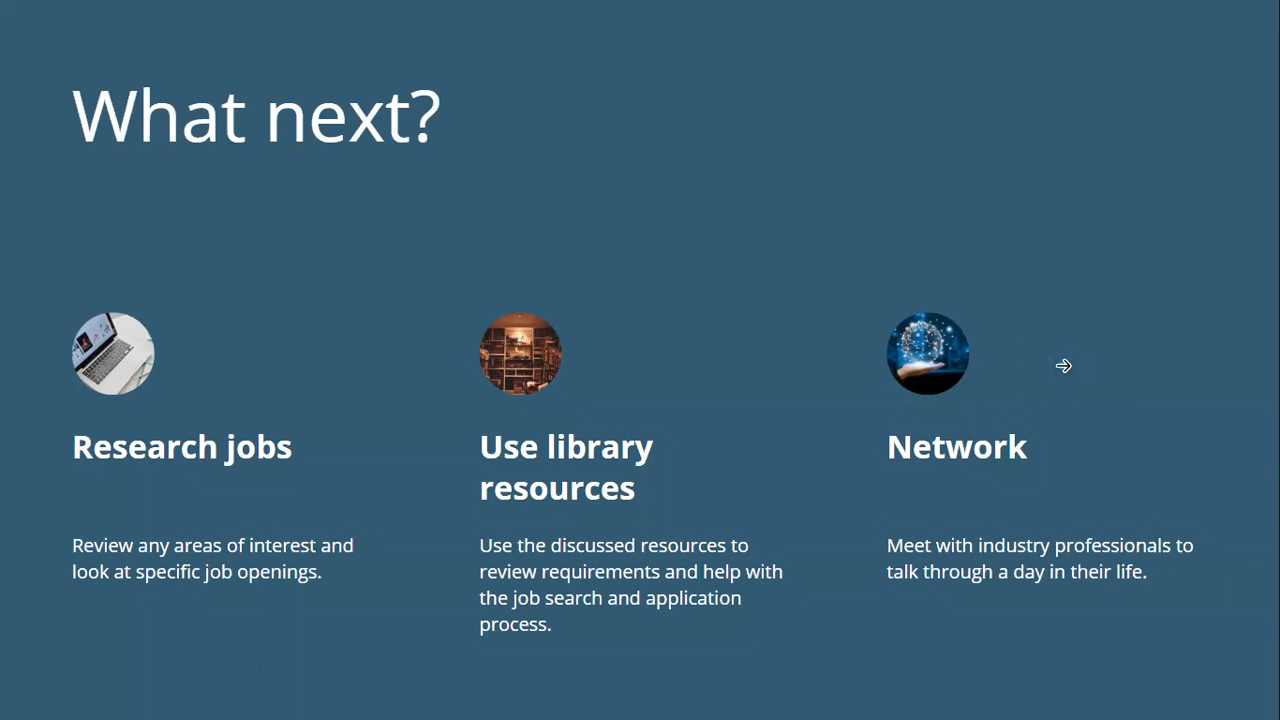 What next?
Research jobs
Review any areas of interest and
look at specific job openings.
Use library
resources
Use the discussed resources to
review requirements and help with
the job search and application
process.
Network
Meet with industry professionals to
talk through a day in their life.